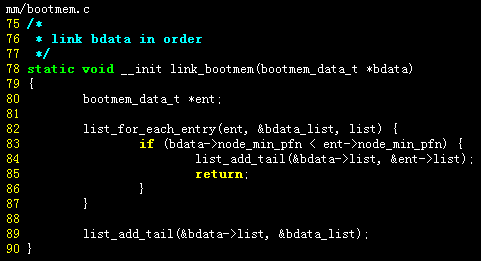 mm/bootmem.c
75 /*
76  * link bdata in order
77  */
78 static void __init link_bootmem(bootmem_data_t *bdata)
79 {
80         bootmem_data_t *ent;
81
82         list_for_each_entry(ent, &bdata_list, list) {
83                 if (bdata->node_min_pfn < ent->node_min_pfn) {
84                         list_add_tail(&bdata->list, &ent->list);
85                         return;
86                 }
87         }
88
89         list_add_tail(&bdata->list, &bdata_list);
90 }